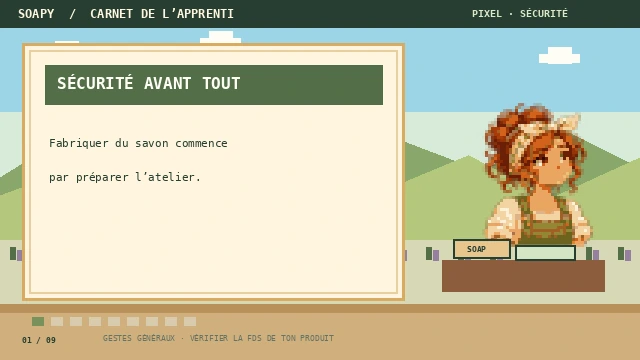 SOAPY / CARNET DE L’APPRENTI
PIXEL · SÉCURITÉ
SÉCURITÉ AVANT TOUT
Fabriquer du savon commence
par préparer l’atelier.
SOAP
01 / 09
GESTES GÉNÉRAUX · VÉRIFIER LA FDS DE TON PRODUIT